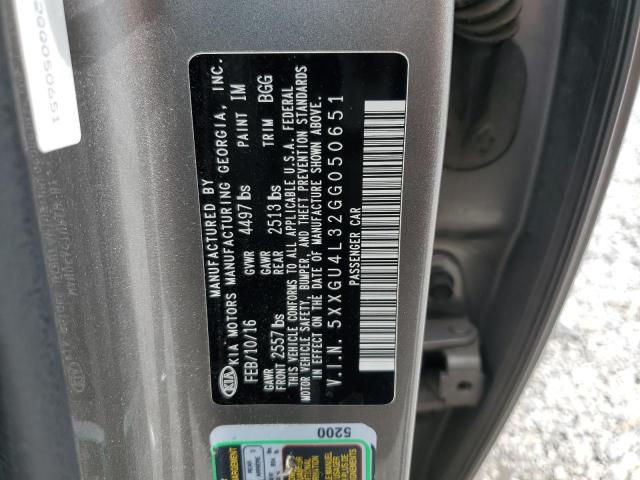 KIA
MANUFACTURED BY
KIA MOTORS MANUFACTURING GEORGIA, INC.
FEB/10/16 GVWR 4497 lbs PAINT IM
GAWR FRONT 2557 lbs GAWR REAR 2513 lbs TRIM BGG
THIS VEHICLE CONFORMS TO ALL APPLICABLE U.S.A. FEDERAL
MOTOR VEHICLE SAFETY, BUMPER, AND THEFT PREVENTION STANDARDS
IN EFFECT ON THE DATE OF MANUFACTURE SHOWN ABOVE.
V.I.N. 5XXGU4L32GG050651
PASSENGER CAR
5200